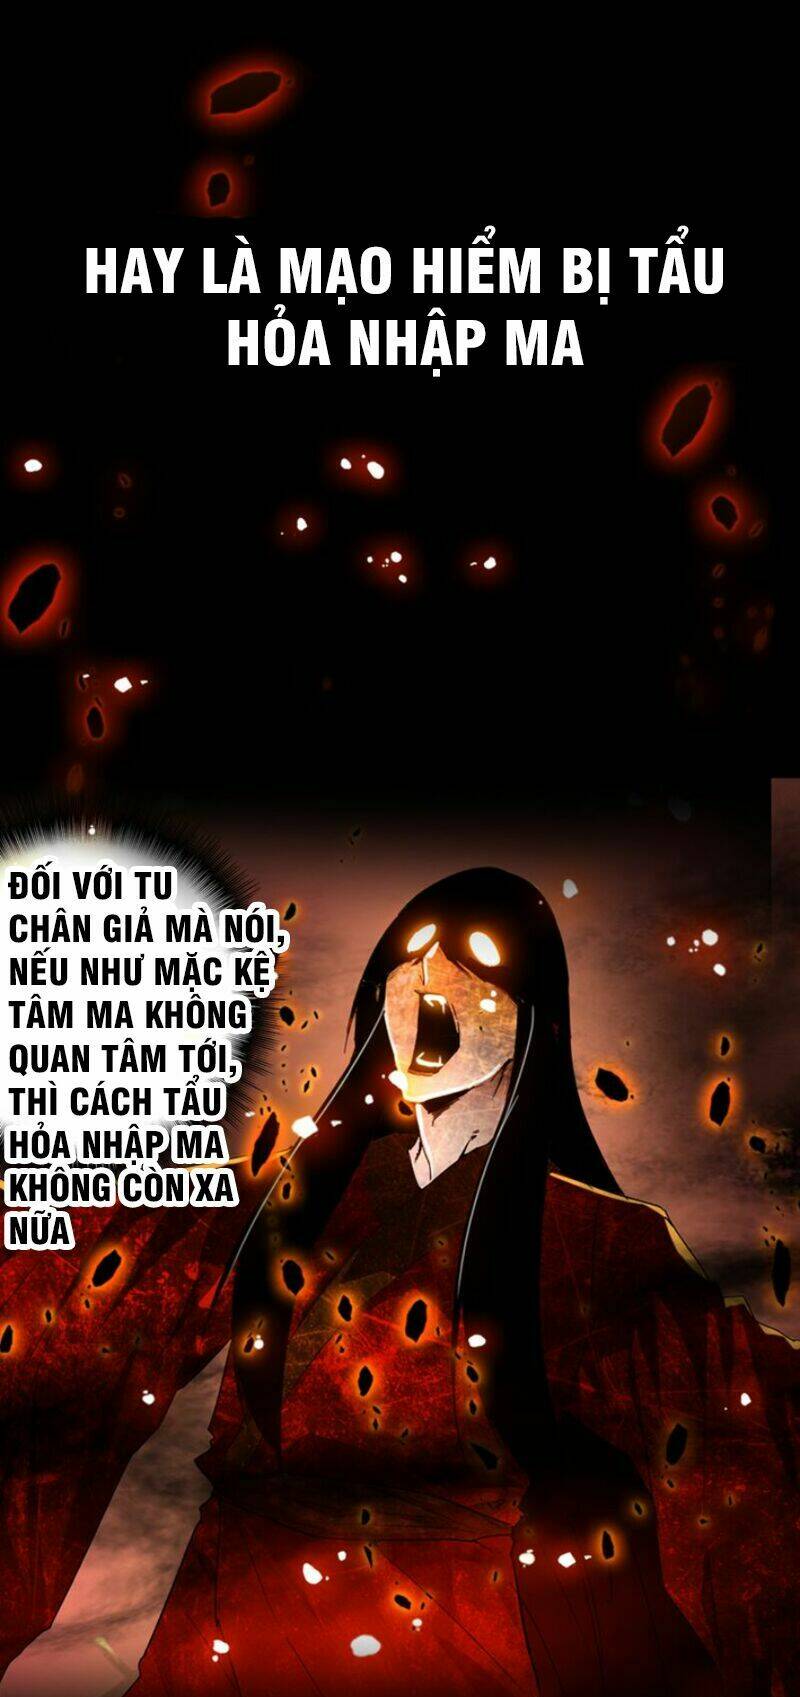 HAY LÀ MẠO HIỂM BỊ TẨU
HỎA NHẬP MA
ĐỐI VỚI TU
CHÂN GIẢ MÀ NÓI,
NẾU NHƯ MẶC KỆ
TÂM MA KHÔNG
QUAN TÂM TỚI,
THÌ CÁCH TẨU
HỎA NHẬP MA
KHÔNG CÒN XA
NỮA